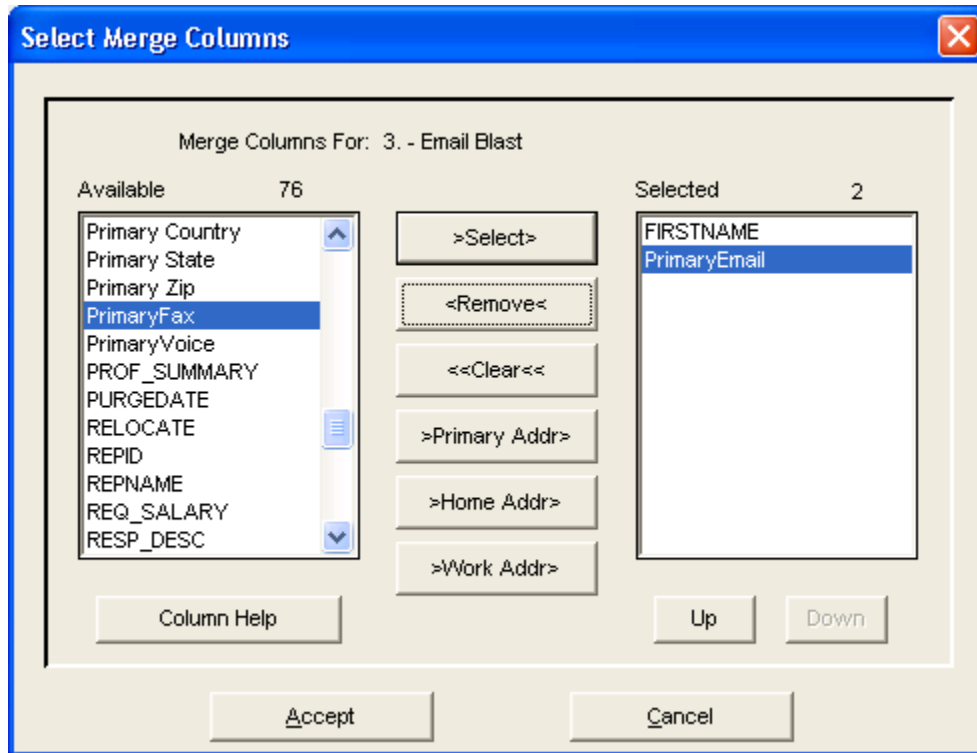 Select Merge Columns
Merge Columns For: 3. - Email Blast
Available 76
Selected 2
Primary Country
Primary State
Primary Zip
PrimaryFax
PrimaryVoice
PROF_SUMMARY
PURGEDATE
RELOCATE
REPID
REPNAME
REQ_SALARY
RESP_DESC
>Select>
<Remove<
<<Clear<<
>Primary Addr>
>Home Addr>
>Work Addr>
FIRSTNAME
PrimaryEmail
Column Help
Up
Down
Accept
Cancel